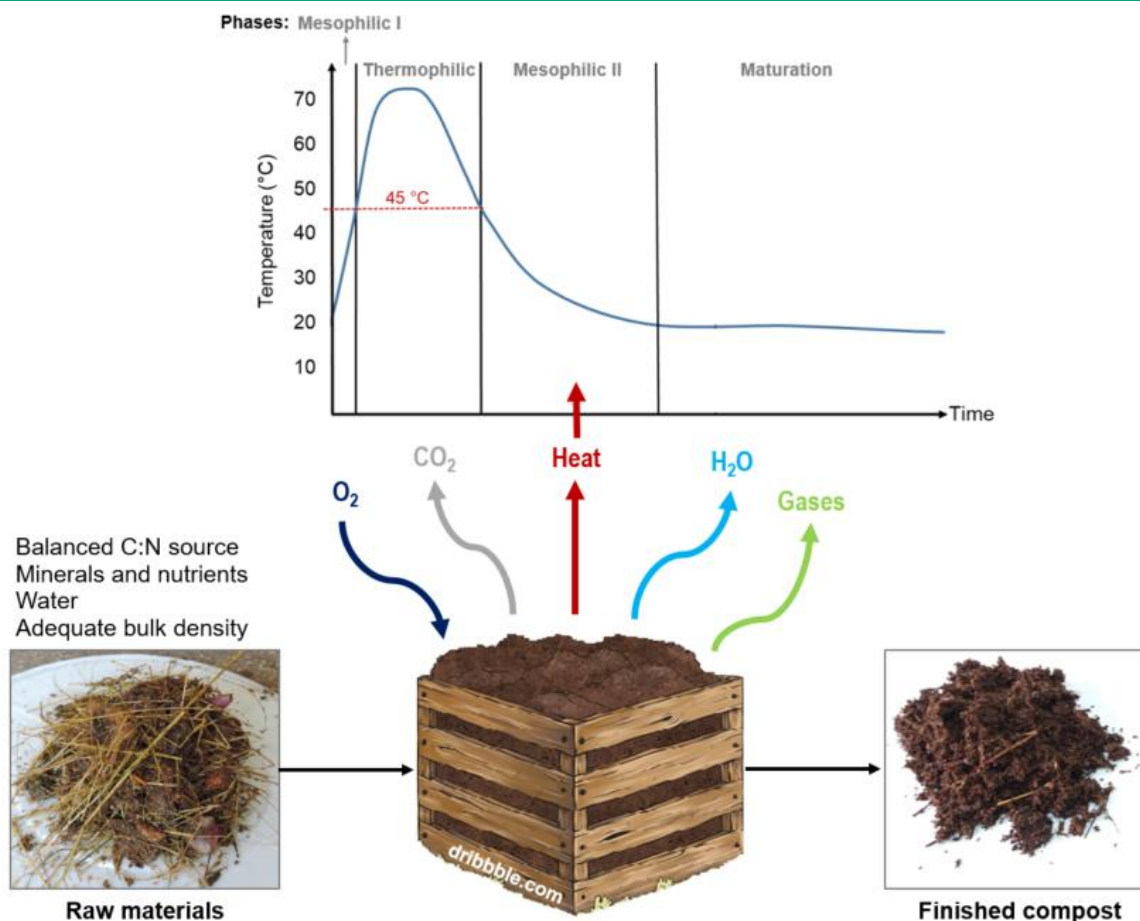 Phases: Mesophilic I
Thermophilic
Mesophilic II
Maturation
70
60
50
40
30
20
10
Temperature (°C)
45 °C
Time
CO₂
Heat
H₂O
O₂
Gases
Balanced C:N source
Minerals and nutrients
Water
Adequate bulk density
dribbble.com
Raw materials
Finished compost